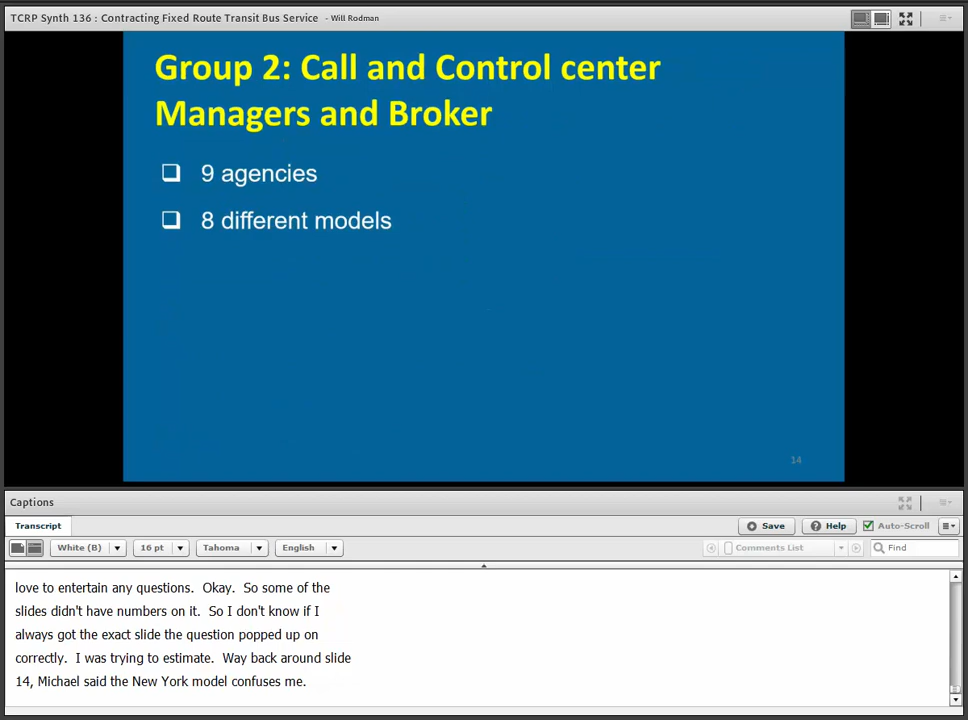 TCRP Synth 136 : Contracting Fixed Route Transit Bus Service - Will Rodman
Group 2: Call and Control center
Managers and Broker
❑ 9 agencies
❑ 8 different models
14
Captions
Transcript
Save
Help
Auto-Scroll
White (B)
16 pt
Tahoma
English
Comments List
Find
love to entertain any questions.  Okay.  So some of the
slides didn't have numbers on it.  So I don't know if I
always got the exact slide the question popped up on
correctly.  I was trying to estimate.  Way back around slide
14, Michael said the New York model confuses me.